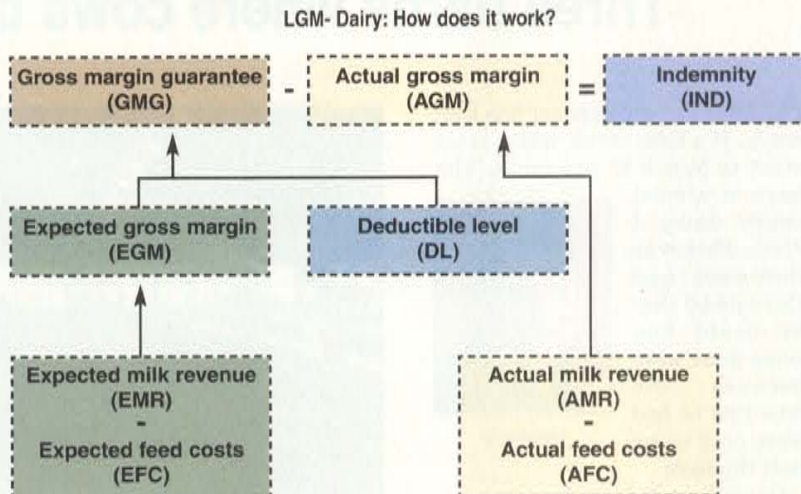 LGM- Dairy: How does it work?
Gross margin guarantee
(GMG)
-
Actual gross margin
(AGM)
=
Indemnity
(IND)
Expected gross margin
(EGM)
Deductible level
(DL)
Expected milk revenue
(EMR)
-
Expected feed costs
(EFC)
Actual milk revenue
(AMR)
-
Actual feed costs
(AFC)